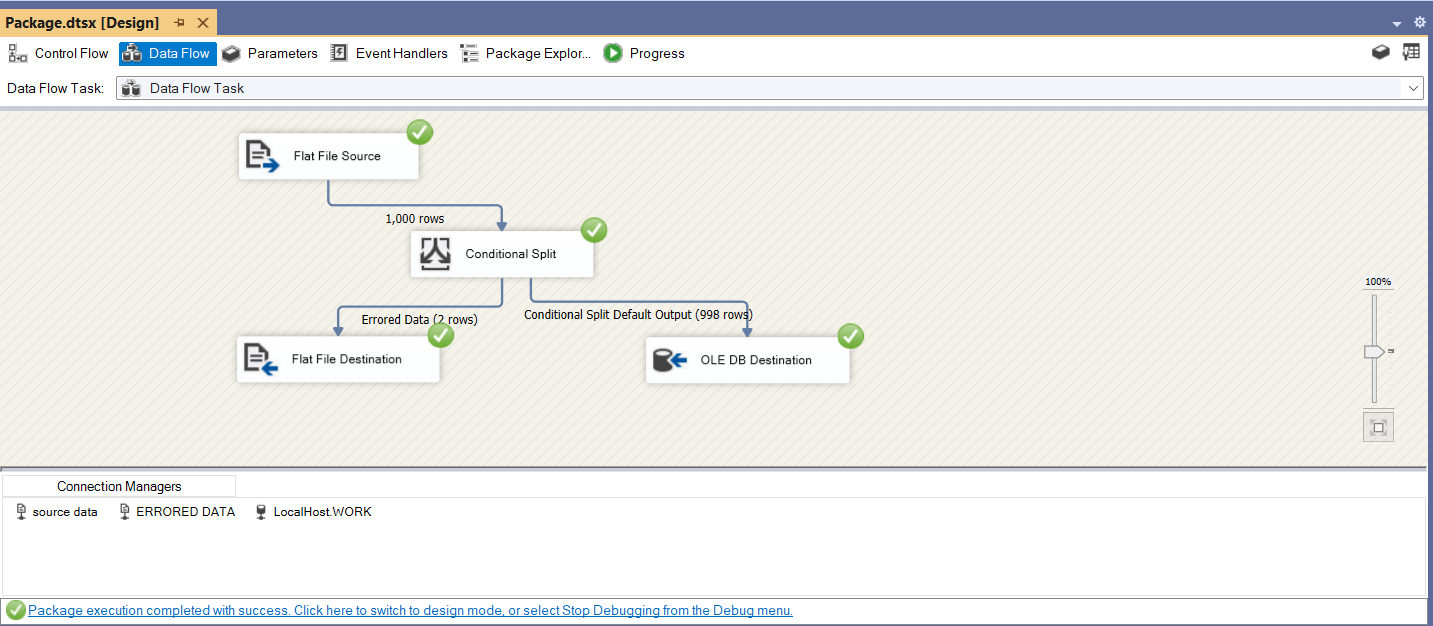 Package.dtsx [Design]
Control Flow Data Flow Parameters Event Handlers Package Explor... Progress
Data Flow Task: Data Flow Task
Flat File Source
1,000 rows
Conditional Split
Errored Data (2 rows)
Conditional Split Default Output (998 rows)
Flat File Destination
OLE DB Destination
100%
Connection Managers
source data ERRORED DATA LocalHost.WORK
Package execution completed with success. Click here to switch to design mode, or select Stop Debugging from the Debug menu.